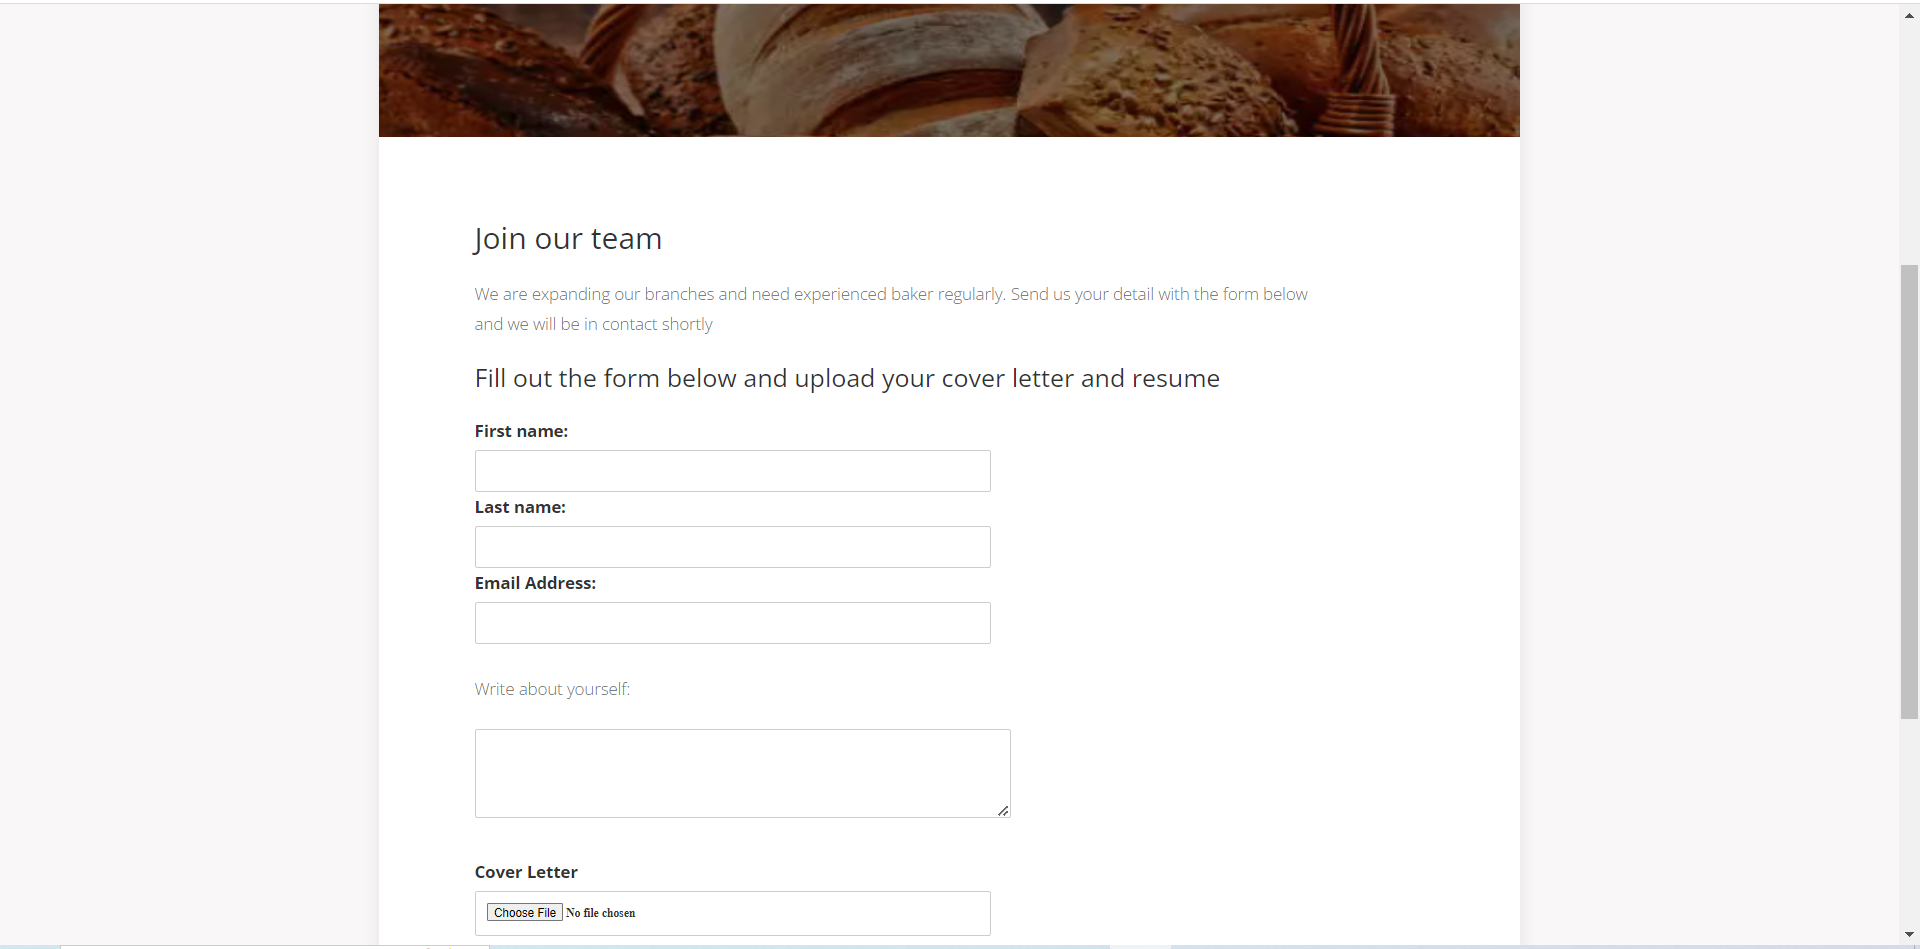 Join our team
We are expanding our branches and need experienced baker regularly. Send us your detail with the form below
and we will be in contact shortly
Fill out the form below and upload your cover letter and resume
First name:
Last name:
Email Address:
Write about yourself:
Cover Letter
Choose File No file chosen